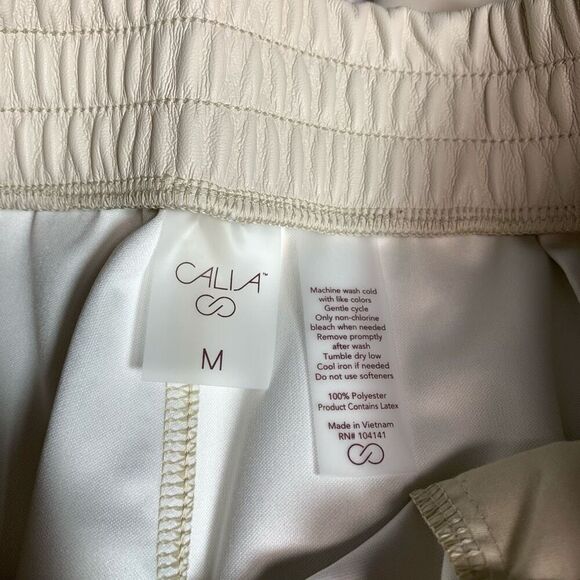 CALIA™
M
Machine wash cold
with like colors
Gentle cycle
Only non-chlorine
bleach when needed
Remove promptly
after wash
Tumble dry low
Cool iron if needed
Do not use softeners
100% Polyester
Product Contains Latex
Made in Vietnam
RN# 104141